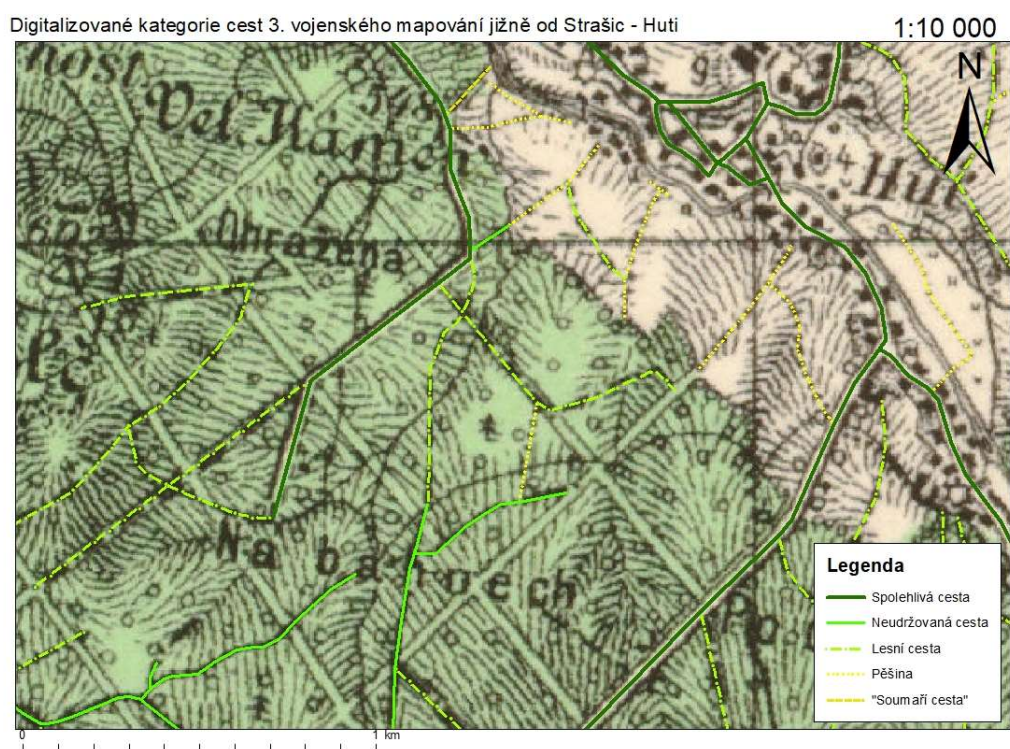 Digitalizované kategorie cest 3. vojenského mapování jižně od Strašic - Huti
1:10 000
N
Vel. Kámen
Ohrazená
Huť
Na bahnech
Legenda
Spolehlivá cesta
Neudržovaná cesta
Lesní cesta
Pěšina
"Soumaří cesta"
0
1 km